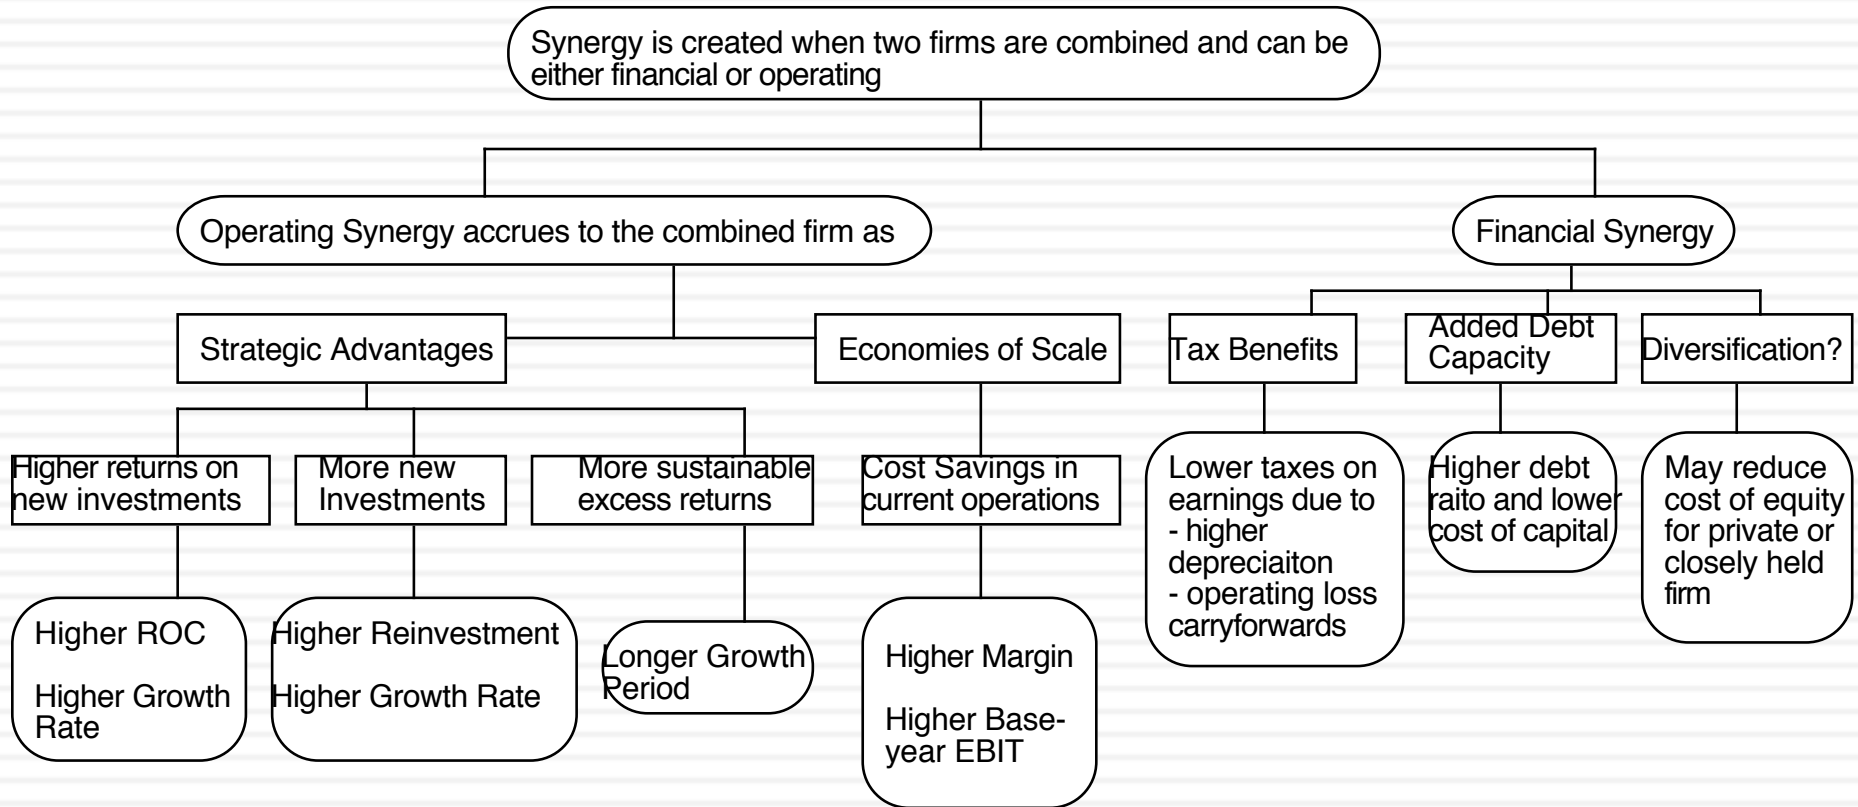 Synergy is created when two firms are combined and can be
either financial or operating
Operating Synergy accrues to the combined firm as
Financial Synergy
Strategic Advantages
Economies of Scale
Tax Benefits
Added Debt
Capacity
Diversification?
Higher returns on
new investments
More new
Investments
More sustainable
excess returns
Cost Savings in
current operations
Lower taxes on
earnings due to
- higher
depreciaiton
- operating loss
carryforwards
Higher debt
raito and lower
cost of capital
May reduce
cost of equity
for private or
closely held
firm
Higher ROC
Higher Growth
Rate
Higher Reinvestment
Higher Growth Rate
Longer Growth
Period
Higher Margin
Higher Base-
year EBIT